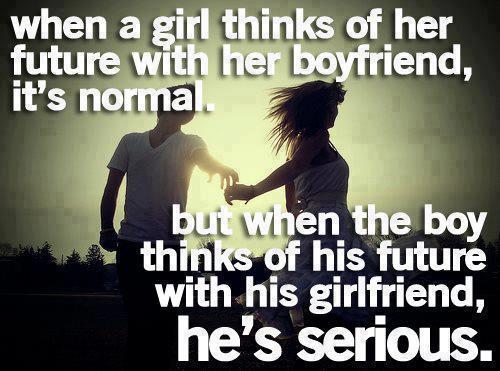 when a girl thinks of her
future with her boyfriend,
it's normal.
but when the boy
thinks of his future
with his girlfriend,
he's serious.